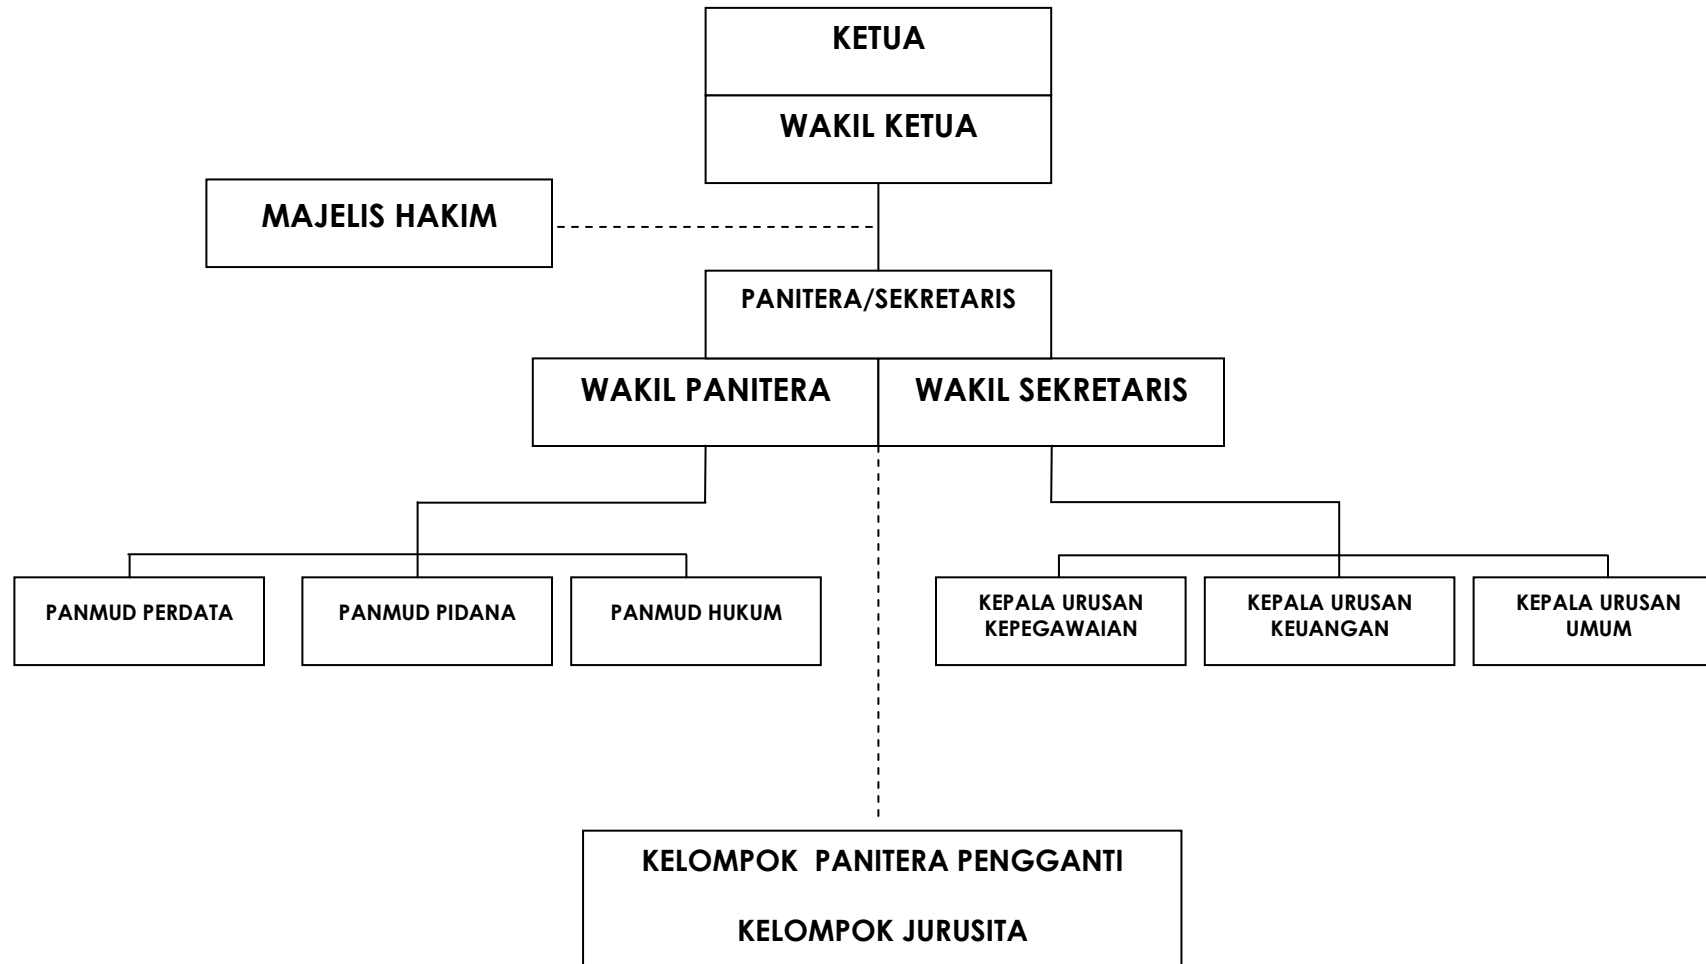 KETUA
WAKIL KETUA
MAJELIS HAKIM
PANITERA/SEKRETARIS
WAKIL PANITERA
WAKIL SEKRETARIS
PANMUD PERDATA
PANMUD PIDANA
PANMUD HUKUM
KEPALA URUSAN
KEPEGAWAIAN
KEPALA URUSAN
KEUANGAN
KEPALA URUSAN
UMUM
KELOMPOK  PANITERA PENGGANTI
KELOMPOK JURUSITA